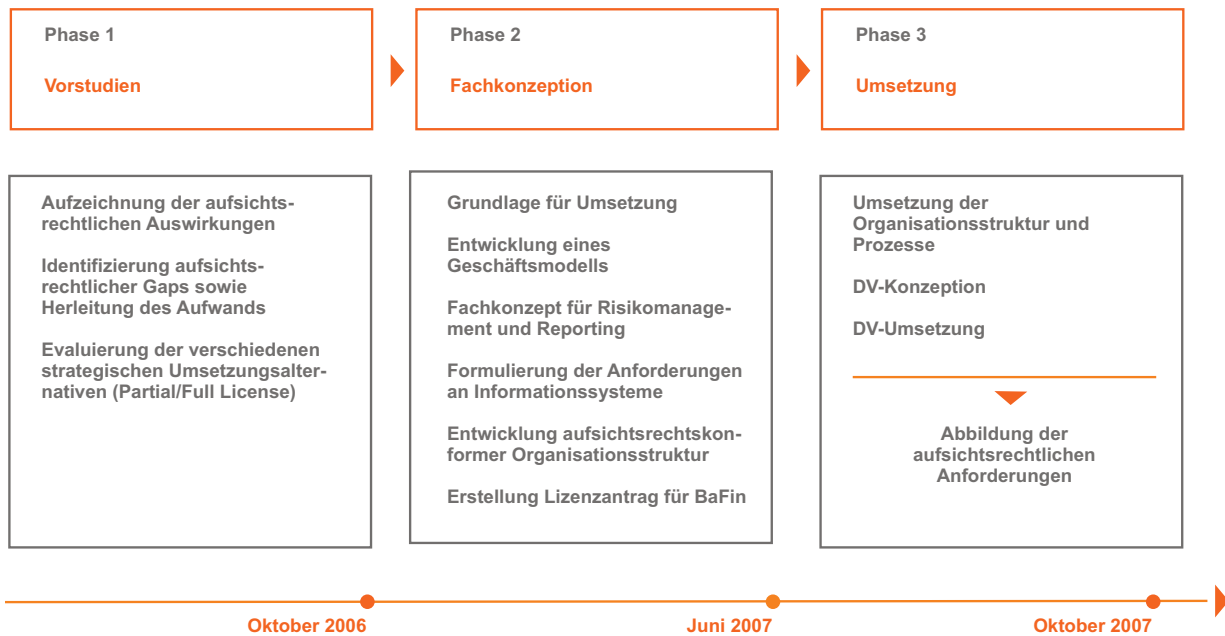 Phase 1
Vorstudien
Phase 2
Fachkonzeption
Phase 3
Umsetzung
Aufzeichnung der aufsichts-
rechtlichen Auswirkungen
Identifizierung aufsichts-
rechtlicher Gaps sowie
Herleitung des Aufwands
Evaluierung der verschiedenen
strategischen Umsetzungsalter-
nativen (Partial/Full License)
Grundlage für Umsetzung
Entwicklung eines
Geschäftsmodells
Fachkonzept für Risikomanage-
ment und Reporting
Formulierung der Anforderungen
an Informationssysteme
Entwicklung aufsichtsrechtskon-
former Organisationsstruktur
Erstellung Lizenzantrag für BaFin
Umsetzung der
Organisationsstruktur und
Prozesse
DV-Konzeption
DV-Umsetzung
Abbildung der
aufsichtsrechtlichen
Anforderungen
Oktober 2006
Juni 2007
Oktober 2007